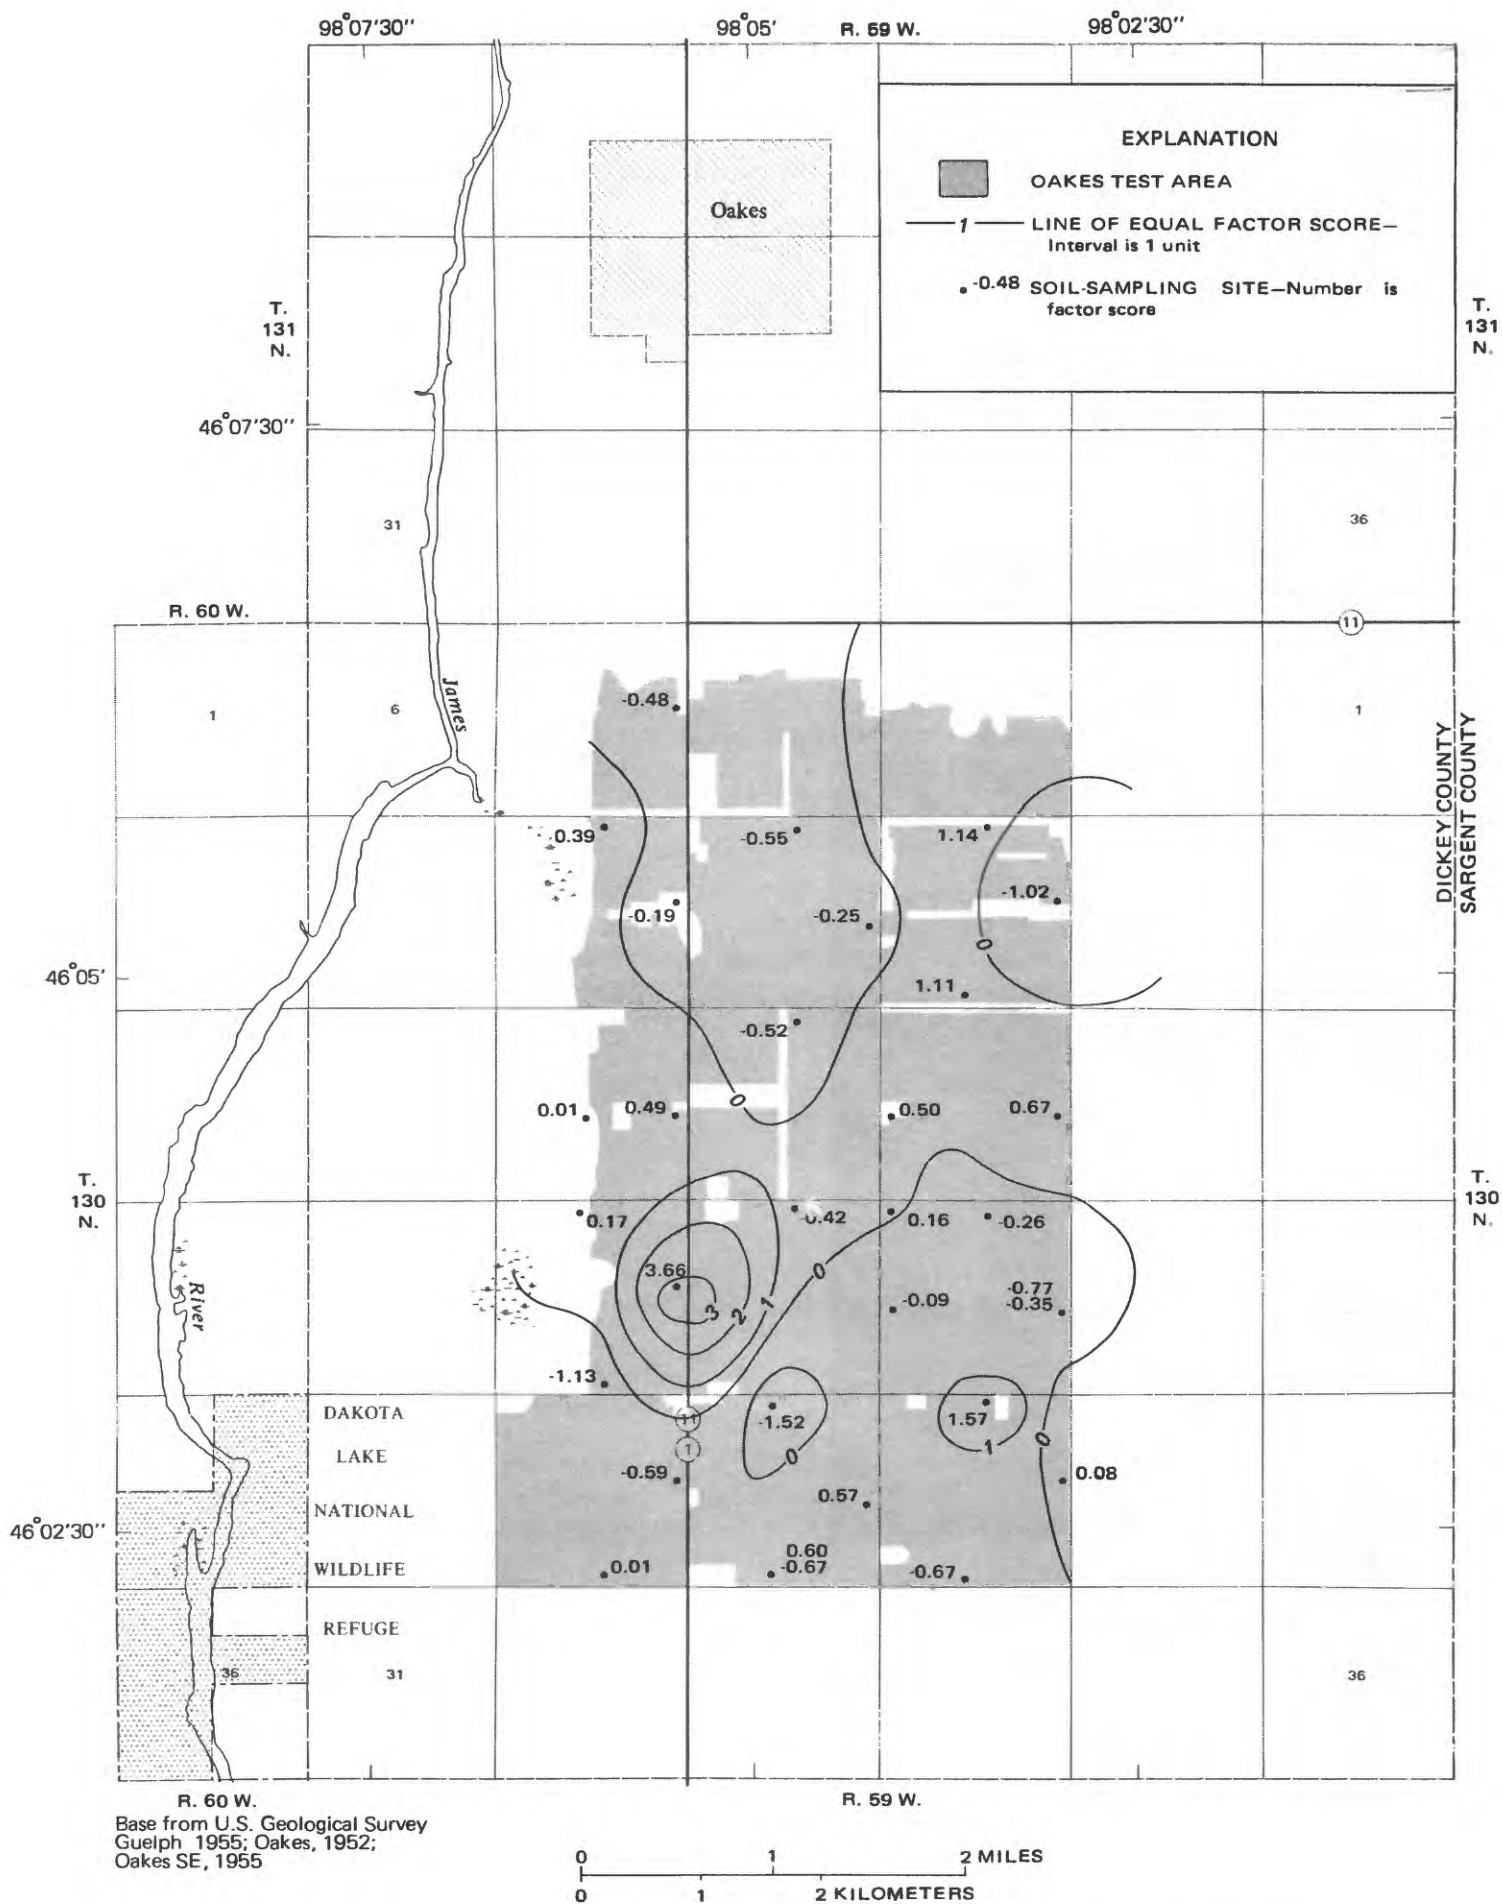 98°07'30" 98°05' R. 59 W. 98°02'30"
EXPLANATION
OAKES TEST AREA
1 LINE OF EQUAL FACTOR SCORE—
Interval is 1 unit
-0.48 SOIL-SAMPLING SITE—Number is
factor score
Oakes
T.
131
N.
T.
131
N.
46°07'30"
31
36
R. 60 W.
11
1
6
James
1
DICKEY COUNTY
SARGENT COUNTY
-0.48
0.39
-0.55
1.14
-1.02
-0.19
-0.25
0
46°05'
1.11
-0.52
0
0.01
0.49
0.50
0.67
T.
130
N.
T.
130
N.
0.17
-0.42
0.16
-0.26
3.66
0
-0.77
-0.35
River
3
2
1
-0.09
-1.13
DAKOTA
11
-1.52
1.57
LAKE
1
0
1
0
-0.59
0.08
NATIONAL
0.57
46°02'30"
0.60
WILDLIFE
0.01
-0.67
-0.67
REFUGE
36
31
36
R. 60 W.
R. 59 W.
Base from U.S. Geological Survey
Guelph 1955; Oakes, 1952;
Oakes SE, 1955
0 1 2 MILES
0 1 2 KILOMETERS